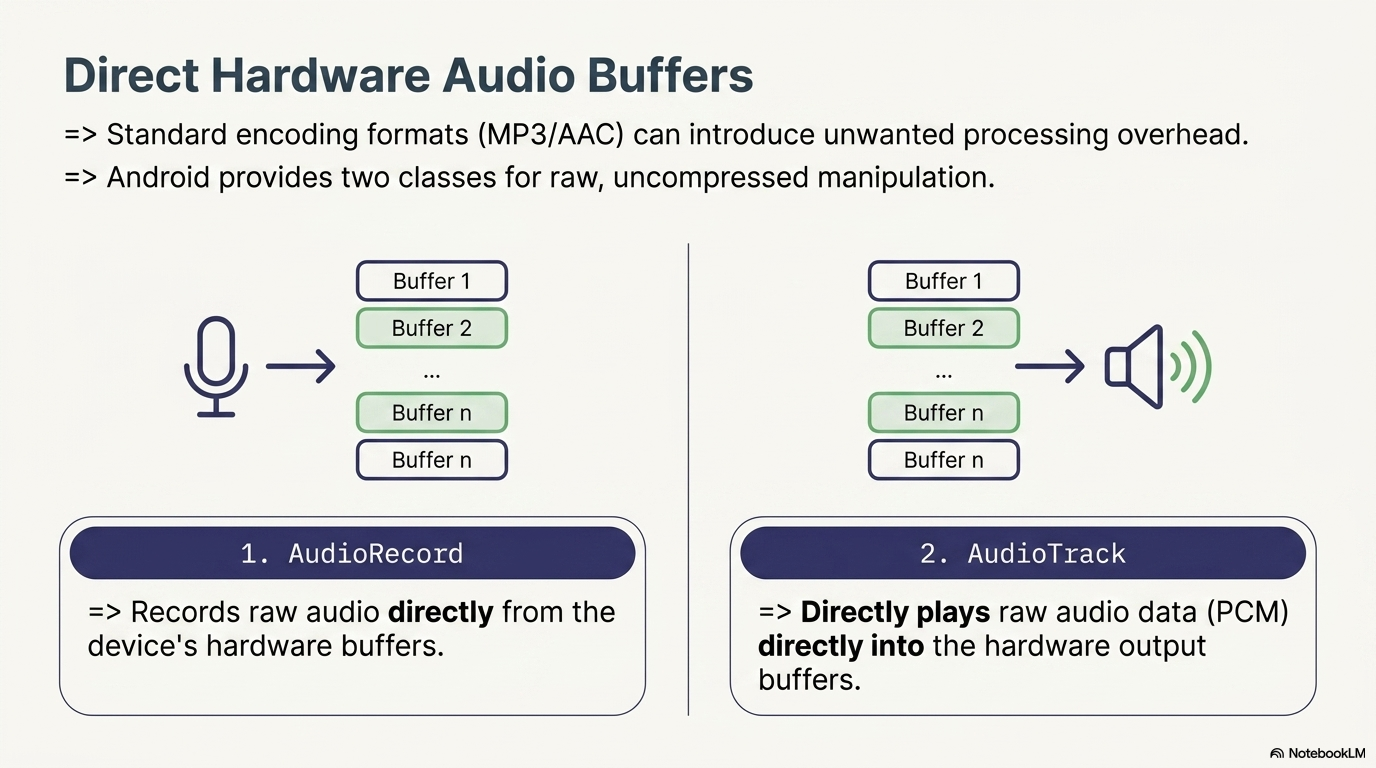 Direct Hardware Audio Buffers
=> Standard encoding formats (MP3/AAC) can introduce unwanted processing overhead.
=> Android provides two classes for raw, uncompressed manipulation.
Buffer 1
Buffer 2
...
Buffer n
Buffer n
1. AudioRecord
=> Records raw audio directly from the
device's hardware buffers.
Buffer 1
Buffer 2
...
Buffer n
Buffer n
2. AudioTrack
=> Directly plays raw audio data (PCM)
directly into the hardware output
buffers.
NotebookLM